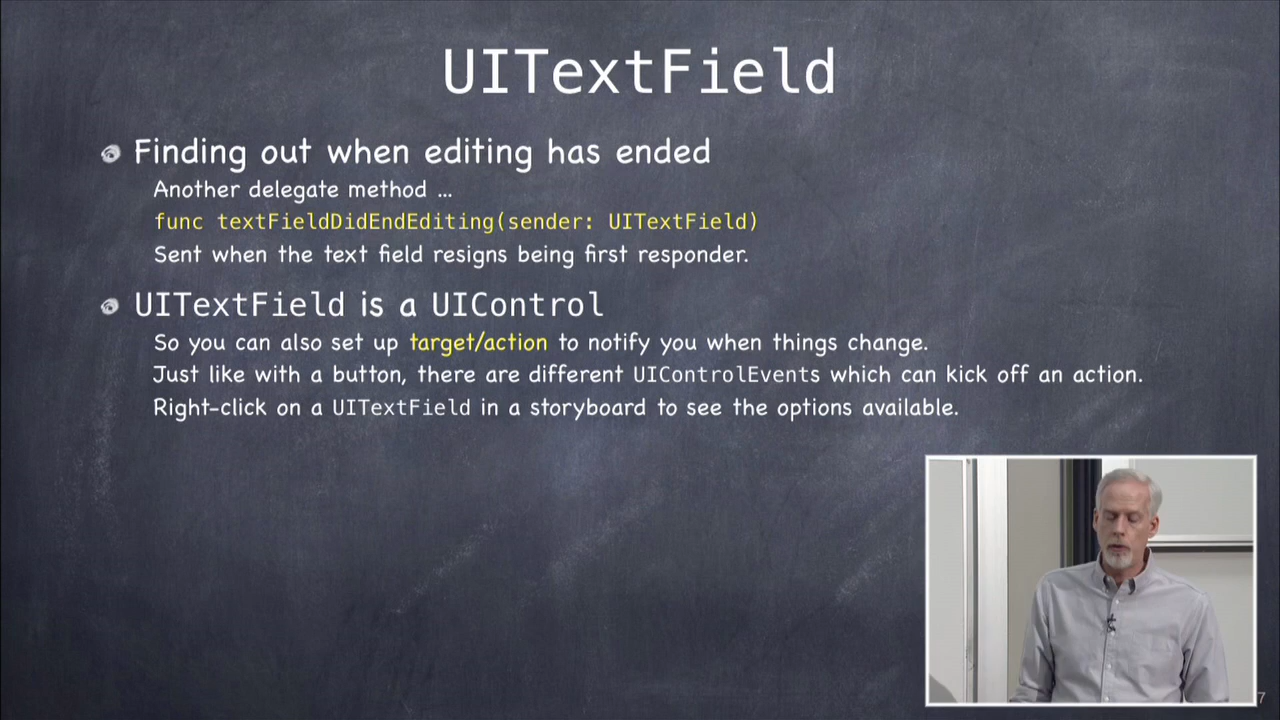 UITextField
Finding out when editing has ended
Another delegate method ...
func textFieldDidEndEditing(sender: UITextField)
Sent when the text field resigns being first responder.
UITextField is a UIControl
So you can also set up target/action to notify you when things change.
Just like with a button, there are different UIControlEvents which can kick off an action.
Right-click on a UITextField in a storyboard to see the options available.
7